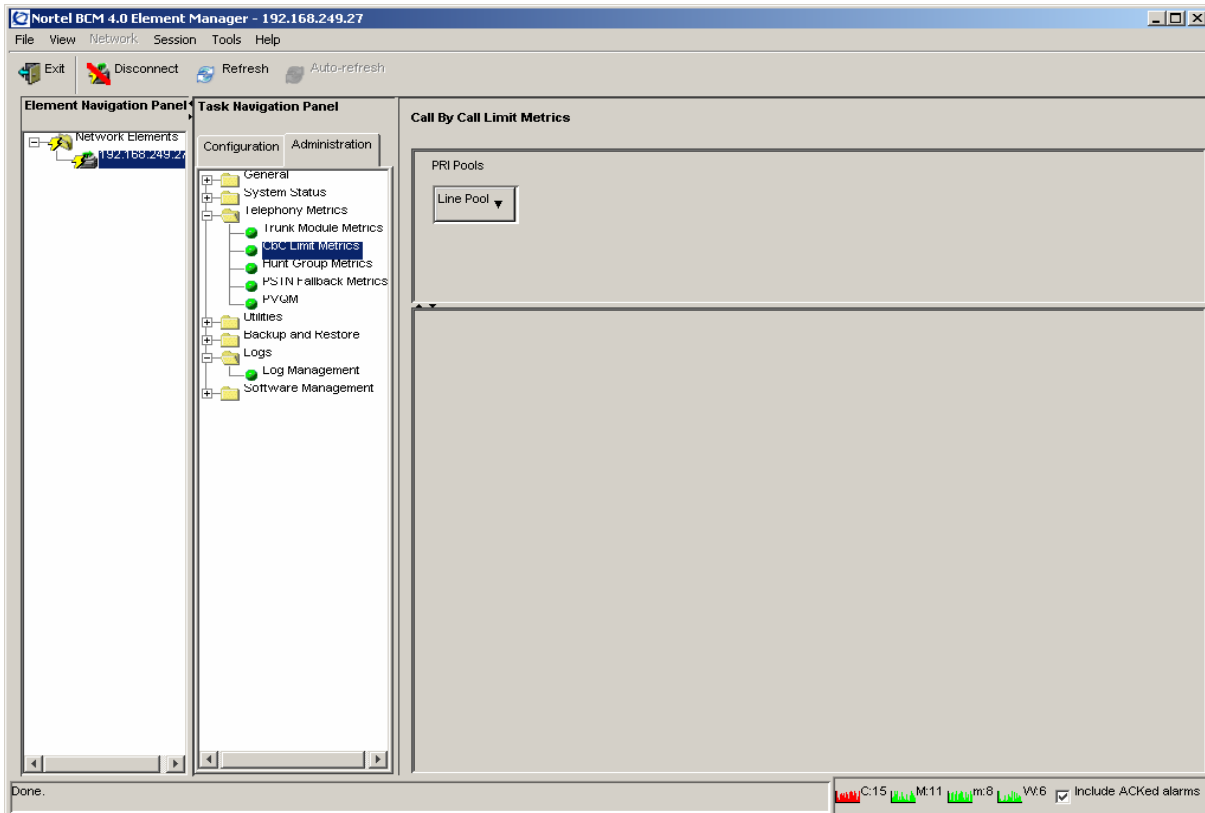 Nortel BCM 4.0 Element Manager - 192.168.249.27
File View Network Session Tools Help
Exit Disconnect Refresh Auto-refresh
Element Navigation Panel
Network Elements
192.168.249.27
Task Navigation Panel
Configuration Administration
General
System Status
Telephony Metrics
Trunk Module Metrics
CbC Limit Metrics
Hunt Group Metrics
PSTN Fallback Metrics
PVQM
Utilities
Backup and Restore
Logs
Log Management
Software Management
Call By Call Limit Metrics
PRI Pools
Line Pool
Done.
C:15 M:11 m:8 W:6 Include ACKed alarms